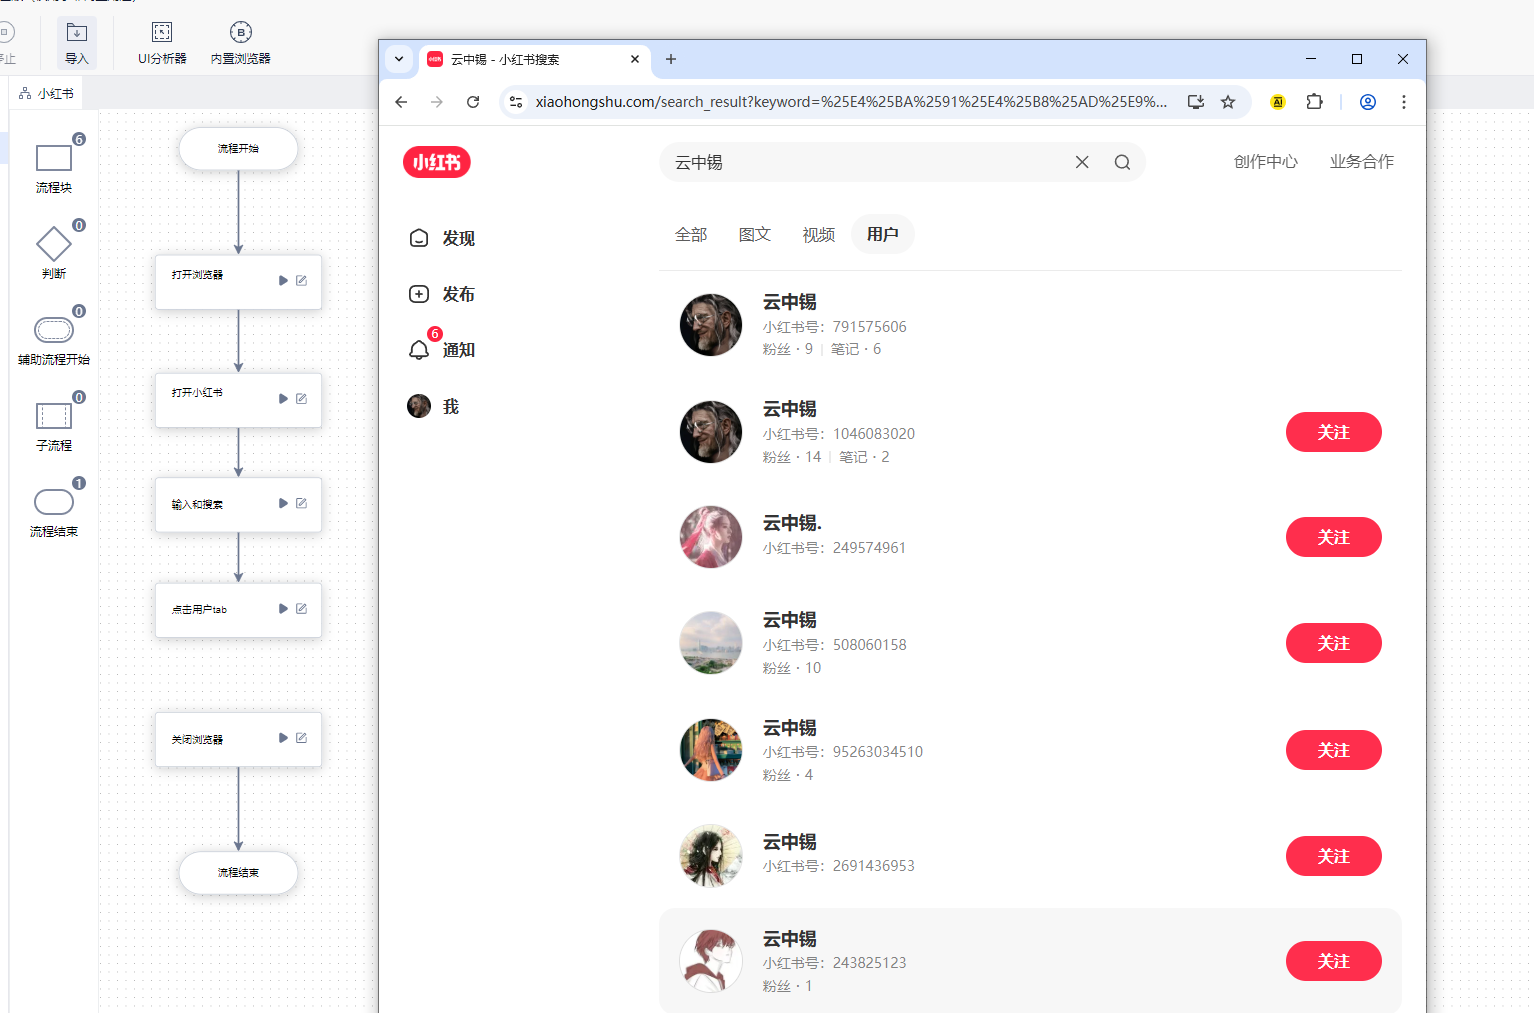 导入
UI分析器
内置浏览器
小红书
6
流程块
0
判断
0
辅助流程开始
0
子流程
1
流程结束
流程开始
打开浏览器
打开小红书
输入和搜索
点击用户tab
关闭浏览器
流程结束
云中锡 - 小红书搜索
xiaohongshu.com/search_result?keyword=%25E4%25BA%2591%25E4%25B8%25AD%25E9%...
小红书
云中锡
创作中心
业务合作
发现
发布
6
通知
我
全部
图文
视频
用户
云中锡
小红书号：791575606
粉丝・9 | 笔记・6
云中锡
小红书号：1046083020
粉丝・14 | 笔记・2
关注
云中锡.
小红书号：249574961
关注
云中锡
小红书号：508060158
粉丝・10
关注
云中锡
小红书号：95263034510
粉丝・4
关注
云中锡
小红书号：2691436953
关注
云中锡
小红书号：243825123
粉丝・1
关注